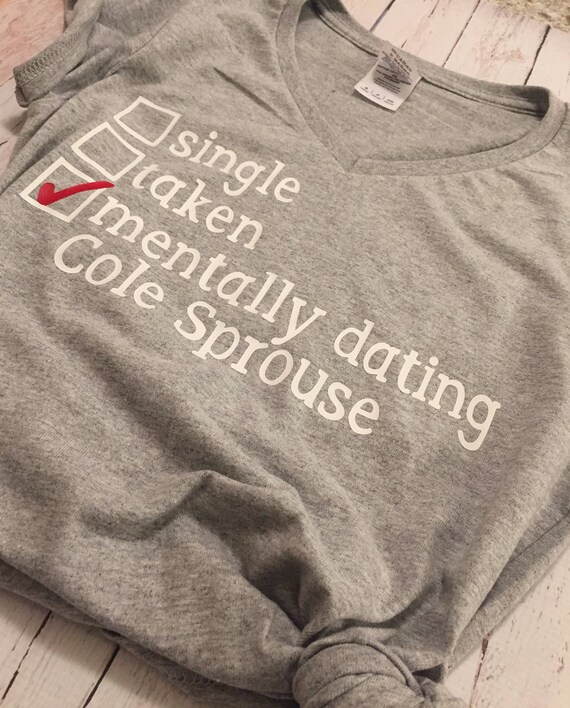 single
taken
mentally dating
Cole Sprouse